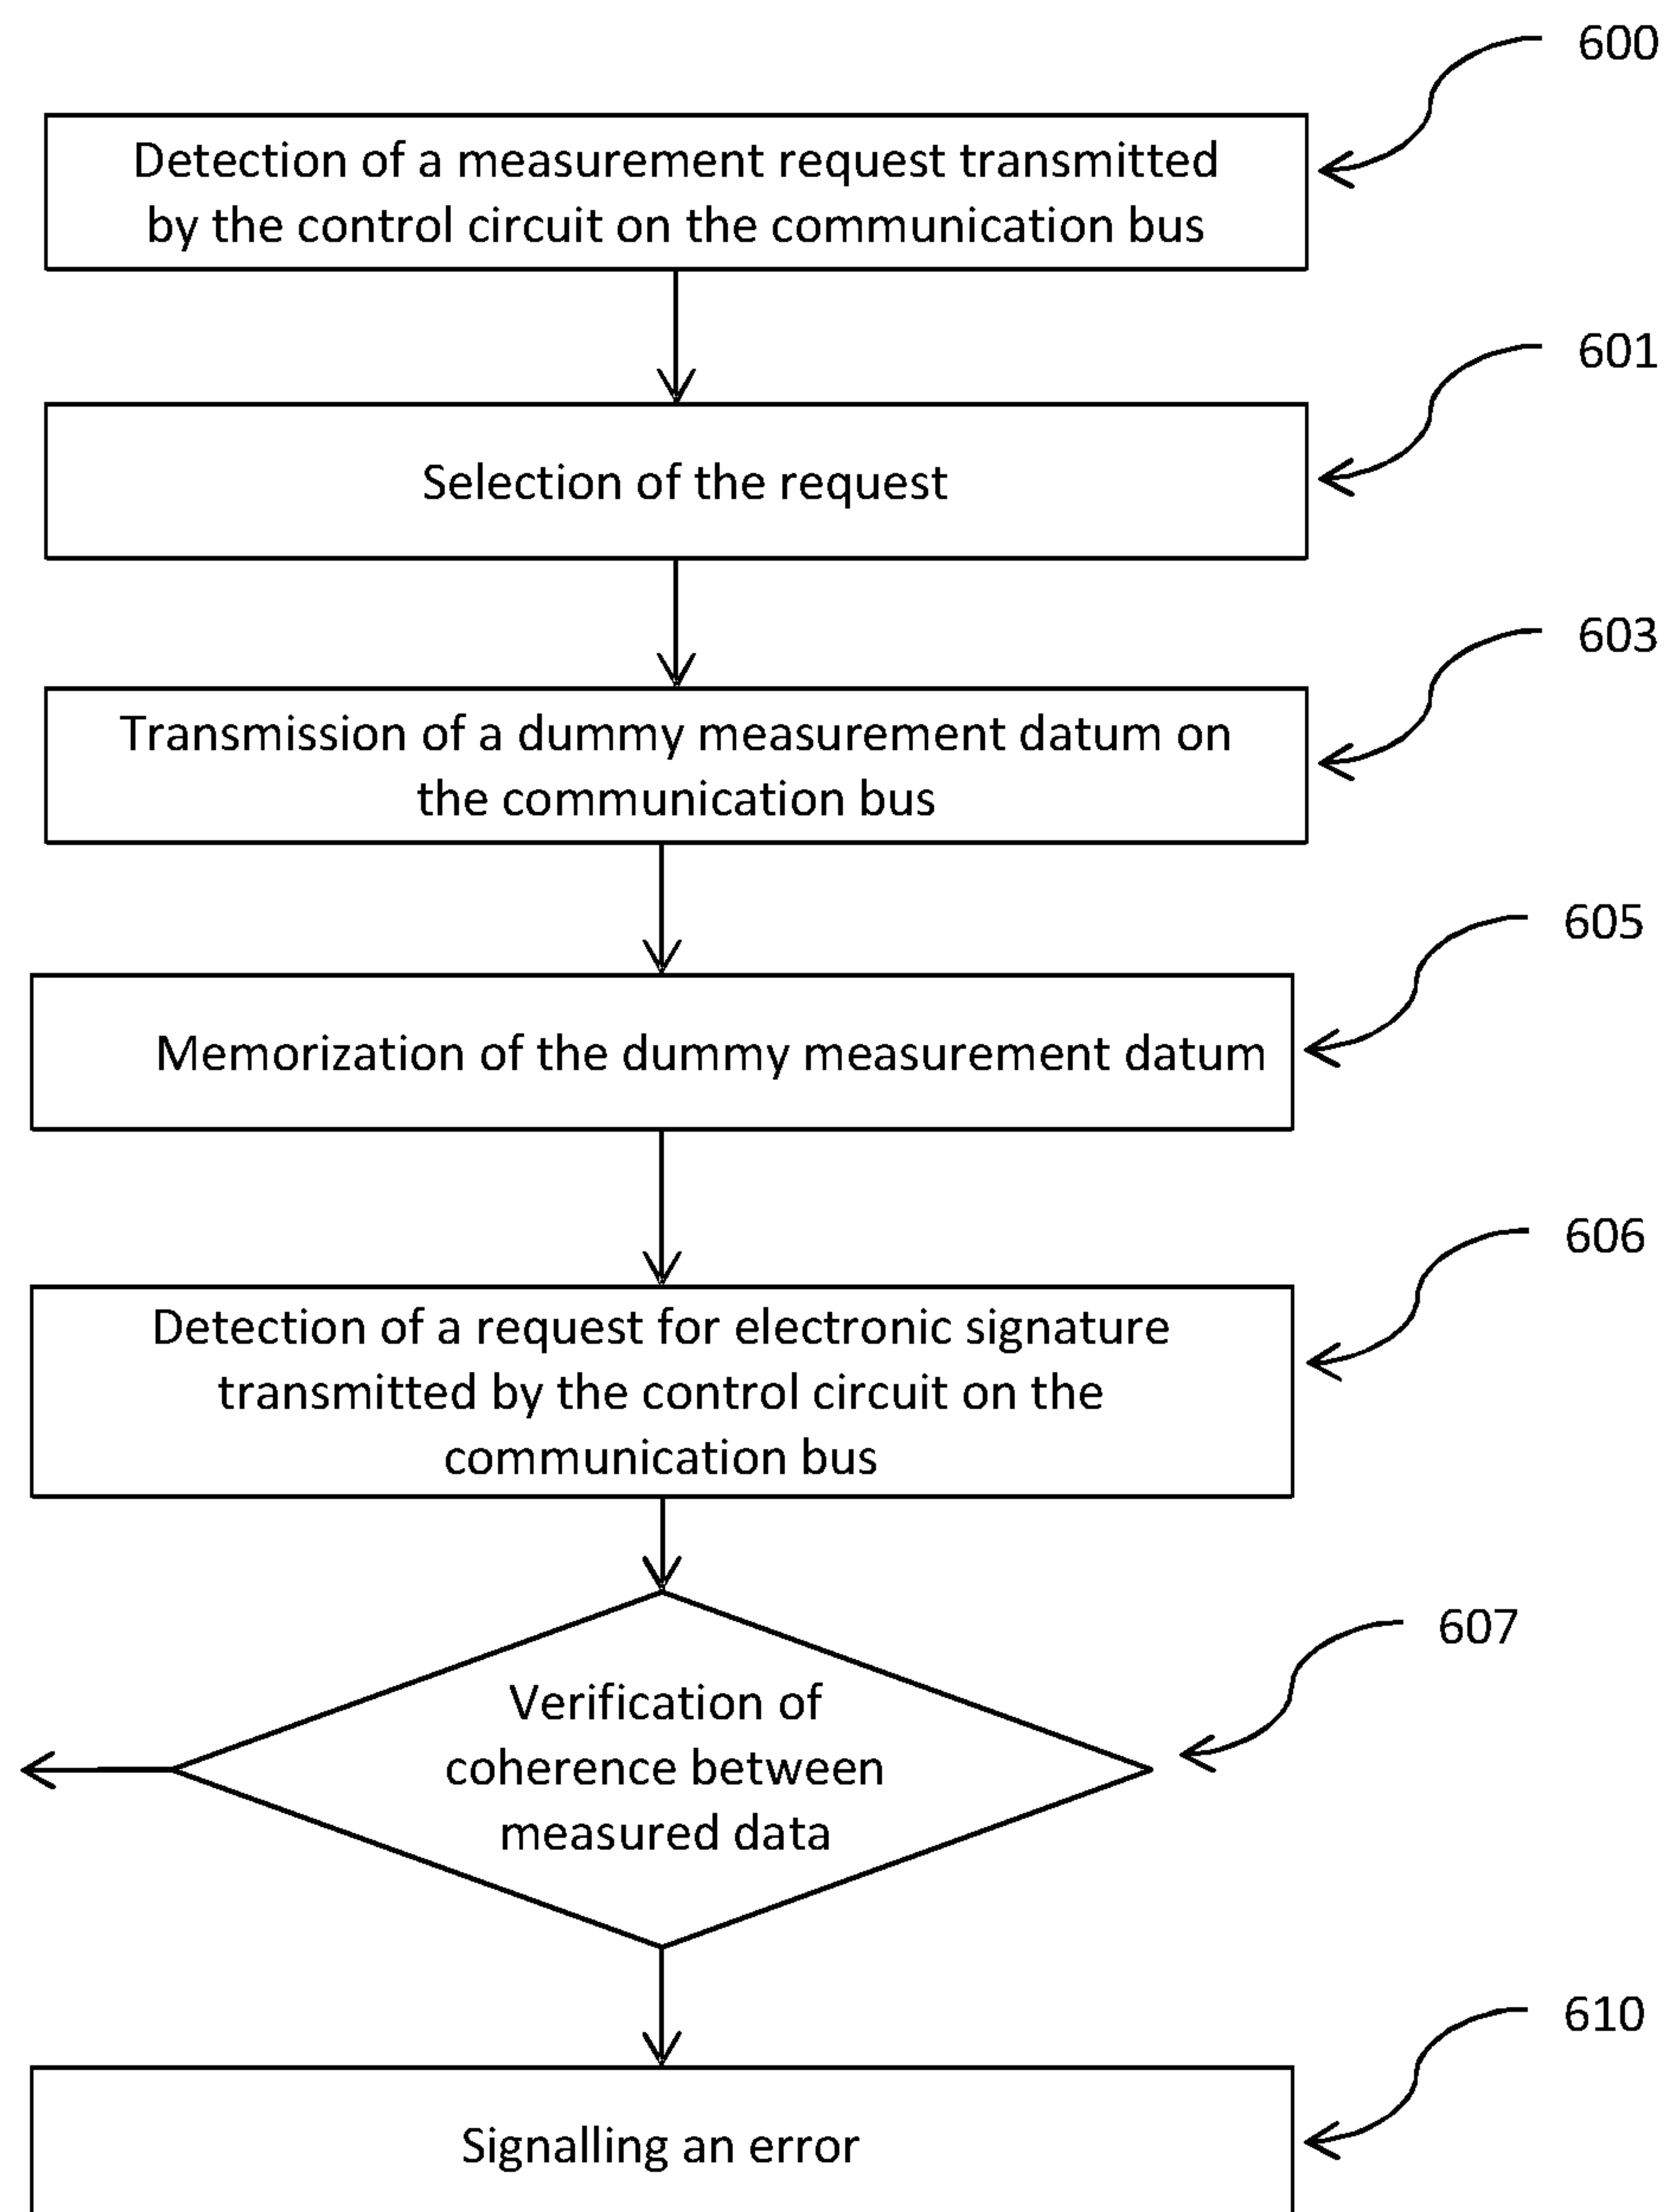 600
Detection of a measurement request transmitted
by the control circuit on the communication bus
601
Selection of the request
603
Transmission of a dummy measurement datum on
the communication bus
605
Memorization of the dummy measurement datum
606
Detection of a request for electronic signature
transmitted by the control circuit on the
communication bus
607
Verification of
coherence between
measured data
610
Signalling an error